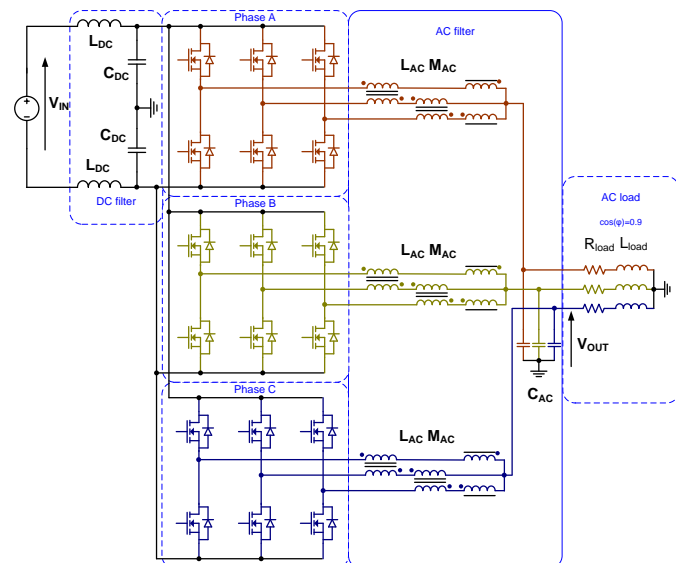 Phase A
AC filter
L_DC
C_DC
L_AC M_AC
V_IN
C_DC
L_DC
DC filter
AC load
Phase B
cos(φ)=0.9
L_AC M_AC
R_load L_load
V_OUT
Phase C
C_AC
L_AC M_AC